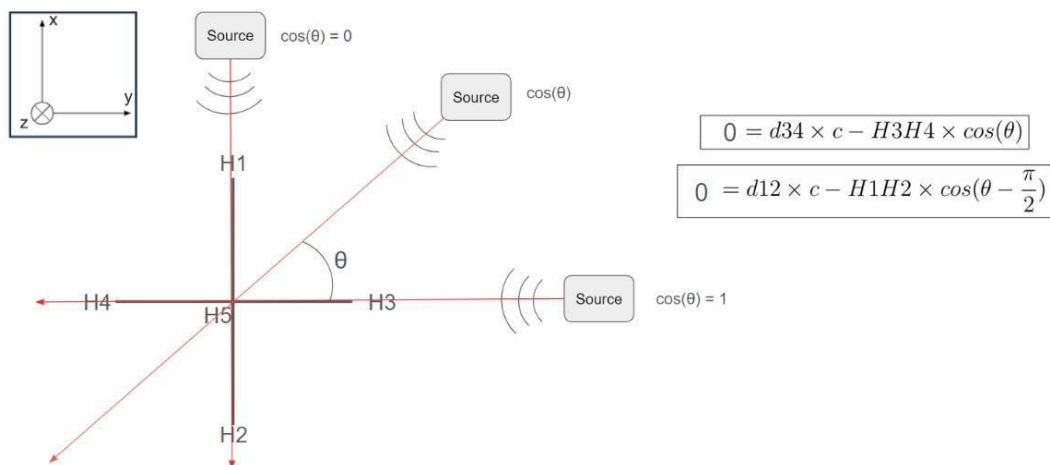 x
y
z
Source
cos(θ) = 0
Source
cos(θ)
H1
θ
H4
H5
H3
Source
cos(θ) = 1
H2
0 = d34 × c − H3H4 × cos(θ)
0 = d12 × c − H1H2 × cos(θ − π/2)